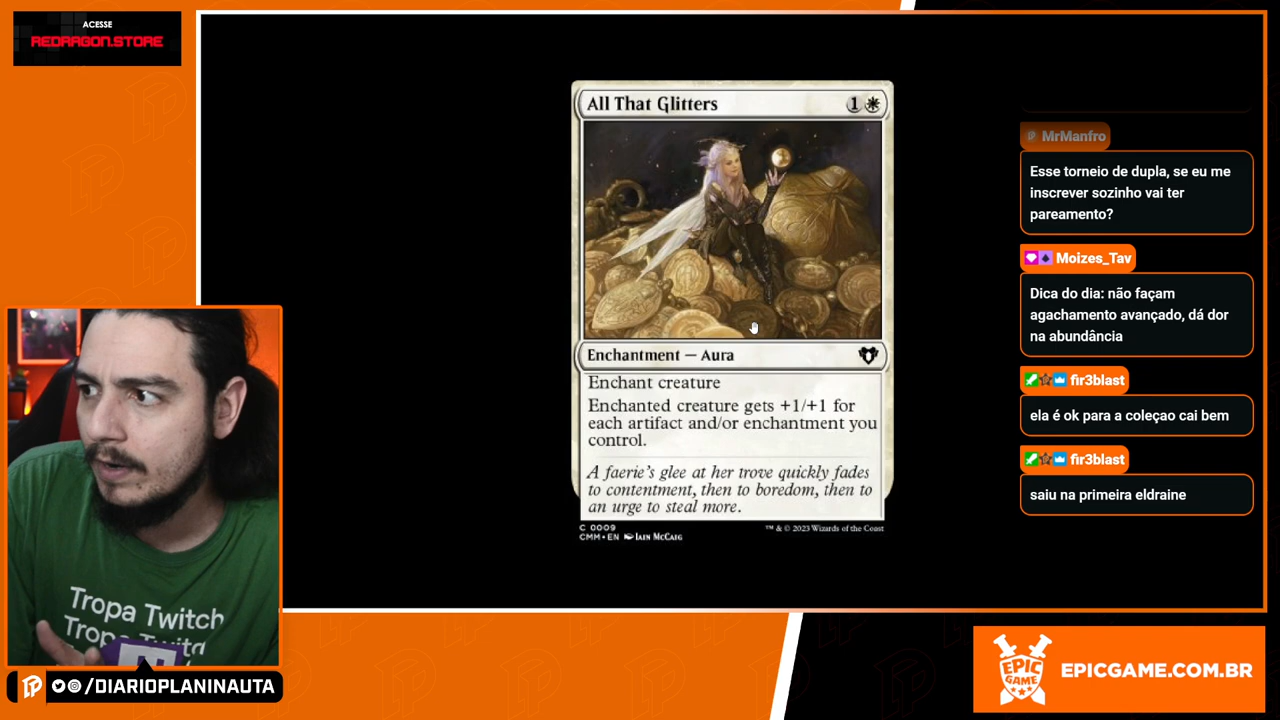 ACESSE
REDRAGON.STORE
All That Glitters
1
Enchantment — Aura
Enchant creature
Enchanted creature gets +1/+1 for
each artifact and/or enchantment you
control.
A faerie's glee at her trove quickly fades
to contentment, then to boredom, then to
an urge to steal more.
C 0009
CMM • EN IAIN McCAIG
™ & © 2023 Wizards of the Coast
MrManfro
Esse torneio de dupla, se eu me
inscrever sozinho vai ter
pareamento?
Moizes_Tav
Dica do dia: não façam
agachamento avançado, dá dor
na abundância
fir3blast
ela é ok para a coleçao cai bem
fir3blast
saiu na primeira eldraine
Tropa Twitch
Tropa Twitc
/DIARIOPLANINAUTA
EPIC
GAME
EPICGAME.COM.BR